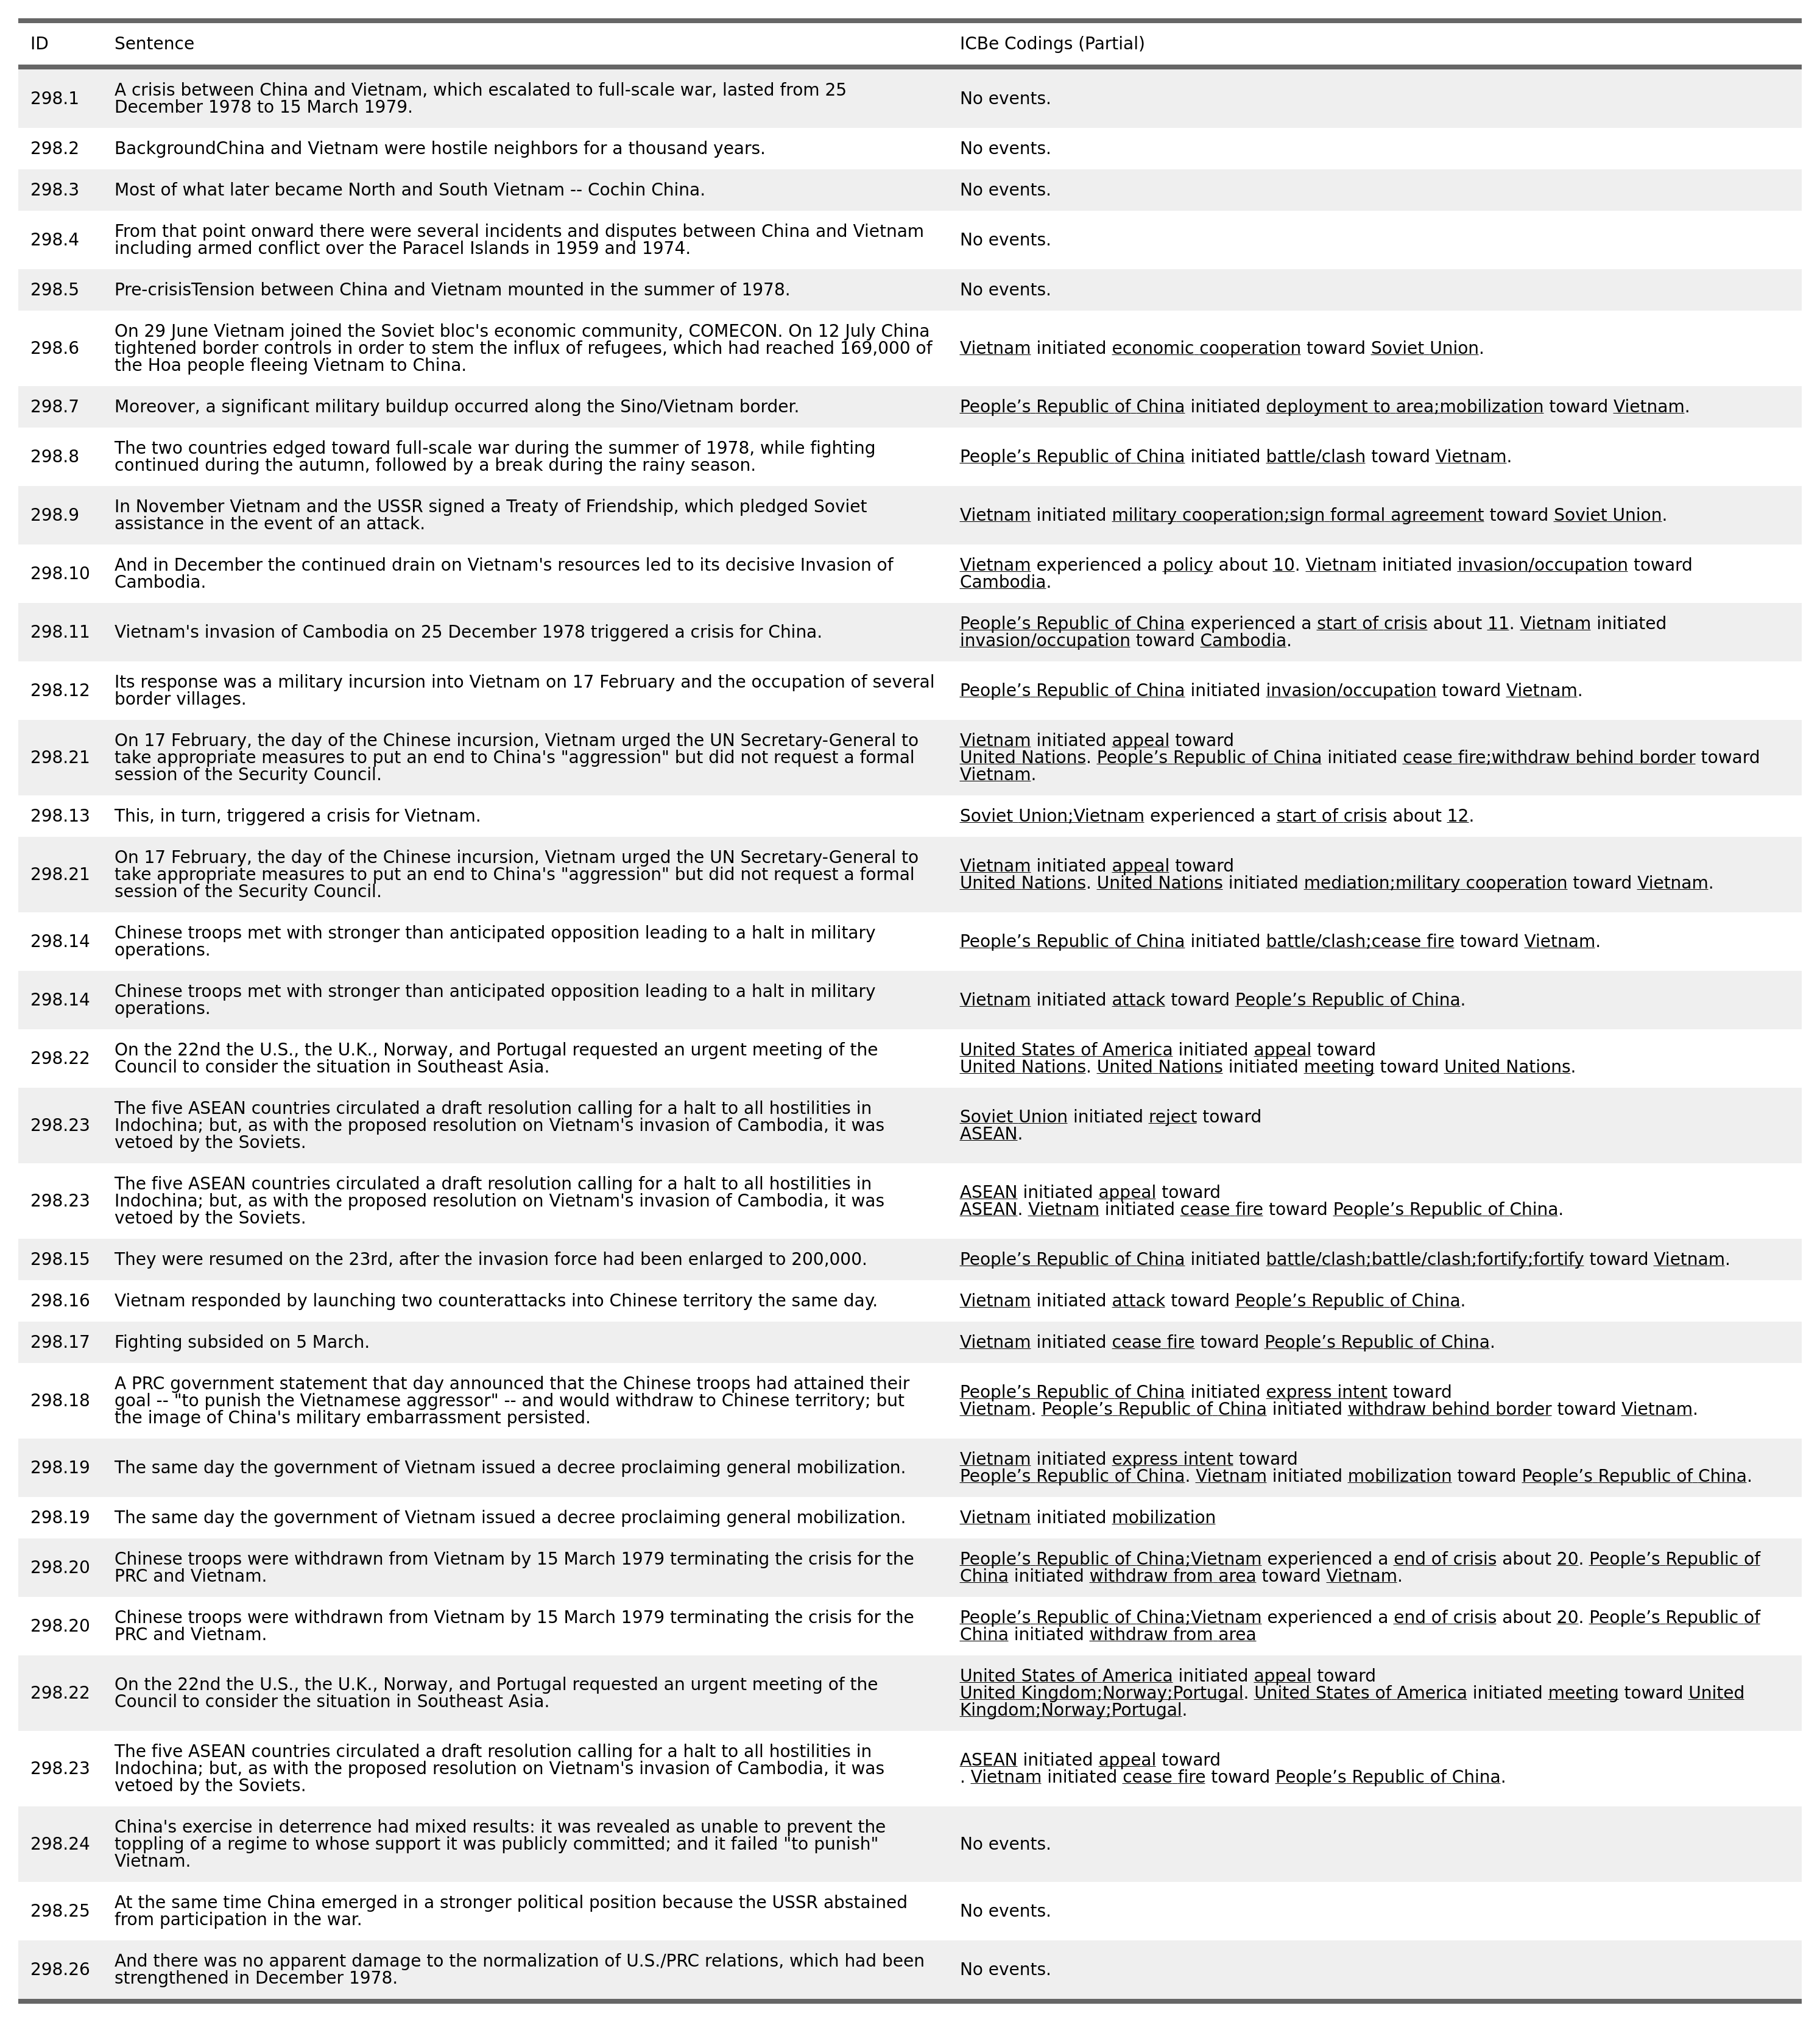 ID Sentence ICBe Codings (Partial)
298.1 A crisis between China and Vietnam, which escalated to full-scale war, lasted from 25
December 1978 to 15 March 1979. No events.
298.2 BackgroundChina and Vietnam were hostile neighbors for a thousand years. No events.
298.3 Most of what later became North and South Vietnam -- Cochin China. No events.
298.4 From that point onward there were several incidents and disputes between China and Vietnam
including armed conflict over the Paracel Islands in 1959 and 1974. No events.
298.5 Pre-crisisTension between China and Vietnam mounted in the summer of 1978. No events.
298.6 On 29 June Vietnam joined the Soviet bloc's economic community, COMECON. On 12 July China
tightened border controls in order to stem the influx of refugees, which had reached 169,000 of
the Hoa people fleeing Vietnam to China.
Vietnam initiated economic cooperation toward Soviet Union.
298.7 Moreover, a significant military buildup occurred along the Sino/Vietnam border. People’s Republic of China initiated deployment to area;mobilization toward Vietnam.
298.8 The two countries edged toward full-scale war during the summer of 1978, while fighting
continued during the autumn, followed by a break during the rainy season.
People’s Republic of China initiated battle/clash toward Vietnam.
298.9 In November Vietnam and the USSR signed a Treaty of Friendship, which pledged Soviet
assistance in the event of an attack.
Vietnam initiated military cooperation;sign formal agreement toward Soviet Union.
298.10 And in December the continued drain on Vietnam's resources led to its decisive Invasion of
Cambodia.
Vietnam experienced a policy about 10. Vietnam initiated invasion/occupation toward
Cambodia.
298.11 Vietnam's invasion of Cambodia on 25 December 1978 triggered a crisis for China.
People’s Republic of China experienced a start of crisis about 11. Vietnam initiated
invasion/occupation toward Cambodia.
298.12 Its response was a military incursion into Vietnam on 17 February and the occupation of several
border villages.
People’s Republic of China initiated invasion/occupation toward Vietnam.
298.21 On 17 February, the day of the Chinese incursion, Vietnam urged the UN Secretary-General to
take appropriate measures to put an end to China's "aggression" but did not request a formal
session of the Security Council.
Vietnam initiated appeal toward
United Nations. People’s Republic of China initiated cease fire;withdraw behind border toward
Vietnam.
298.13 This, in turn, triggered a crisis for Vietnam. Soviet Union;Vietnam experienced a start of crisis about 12.
298.21 On 17 February, the day of the Chinese incursion, Vietnam urged the UN Secretary-General to
take appropriate measures to put an end to China's "aggression" but did not request a formal
session of the Security Council.
Vietnam initiated appeal toward
United Nations. United Nations initiated mediation;military cooperation toward Vietnam.
298.14 Chinese troops met with stronger than anticipated opposition leading to a halt in military
operations.
People’s Republic of China initiated battle/clash;cease fire toward Vietnam.
298.14 Chinese troops met with stronger than anticipated opposition leading to a halt in military
operations.
Vietnam initiated attack toward People’s Republic of China.
298.22 On the 22nd the U.S., the U.K., Norway, and Portugal requested an urgent meeting of the
Council to consider the situation in Southeast Asia.
United States of America initiated appeal toward
United Nations. United Nations initiated meeting toward United Nations.
298.23 The five ASEAN countries circulated a draft resolution calling for a halt to all hostilities in
Indochina; but, as with the proposed resolution on Vietnam's invasion of Cambodia, it was
vetoed by the Soviets.
Soviet Union initiated reject toward
ASEAN.
298.23 The five ASEAN countries circulated a draft resolution calling for a halt to all hostilities in
Indochina; but, as with the proposed resolution on Vietnam's invasion of Cambodia, it was
vetoed by the Soviets.
ASEAN initiated appeal toward
ASEAN. Vietnam initiated cease fire toward People’s Republic of China.
298.15 They were resumed on the 23rd, after the invasion force had been enlarged to 200,000. People’s Republic of China initiated battle/clash;battle/clash;fortify;fortify toward Vietnam.
298.16 Vietnam responded by launching two counterattacks into Chinese territory the same day. Vietnam initiated attack toward People’s Republic of China.
298.17 Fighting subsided on 5 March. Vietnam initiated cease fire toward People’s Republic of China.
298.18 A PRC government statement that day announced that the Chinese troops had attained their
goal -- "to punish the Vietnamese aggressor" -- and would withdraw to Chinese territory; but
the image of China's military embarrassment persisted.
People’s Republic of China initiated express intent toward
Vietnam. People’s Republic of China initiated withdraw behind border toward Vietnam.
298.19 The same day the government of Vietnam issued a decree proclaiming general mobilization.
Vietnam initiated express intent toward
People’s Republic of China. Vietnam initiated mobilization toward People’s Republic of China.
298.19 The same day the government of Vietnam issued a decree proclaiming general mobilization. Vietnam initiated mobilization
298.20 Chinese troops were withdrawn from Vietnam by 15 March 1979 terminating the crisis for the
PRC and Vietnam.
People’s Republic of China;Vietnam experienced a end of crisis about 20. People’s Republic of
China initiated withdraw from area toward Vietnam.
298.20 Chinese troops were withdrawn from Vietnam by 15 March 1979 terminating the crisis for the
PRC and Vietnam.
People’s Republic of China;Vietnam experienced a end of crisis about 20. People’s Republic of
China initiated withdraw from area
298.22 On the 22nd the U.S., the U.K., Norway, and Portugal requested an urgent meeting of the
Council to consider the situation in Southeast Asia.
United States of America initiated appeal toward
United Kingdom;Norway;Portugal. United States of America initiated meeting toward United
Kingdom;Norway;Portugal.
298.23 The five ASEAN countries circulated a draft resolution calling for a halt to all hostilities in
Indochina; but, as with the proposed resolution on Vietnam's invasion of Cambodia, it was
vetoed by the Soviets.
ASEAN initiated appeal toward
. Vietnam initiated cease fire toward People’s Republic of China.
298.24 China's exercise in deterrence had mixed results: it was revealed as unable to prevent the
toppling of a regime to whose support it was publicly committed; and it failed "to punish"
Vietnam.
No events.
298.25 At the same time China emerged in a stronger political position because the USSR abstained
from participation in the war.
No events.
298.26 And there was no apparent damage to the normalization of U.S./PRC relations, which had been
strengthened in December 1978.
No events.